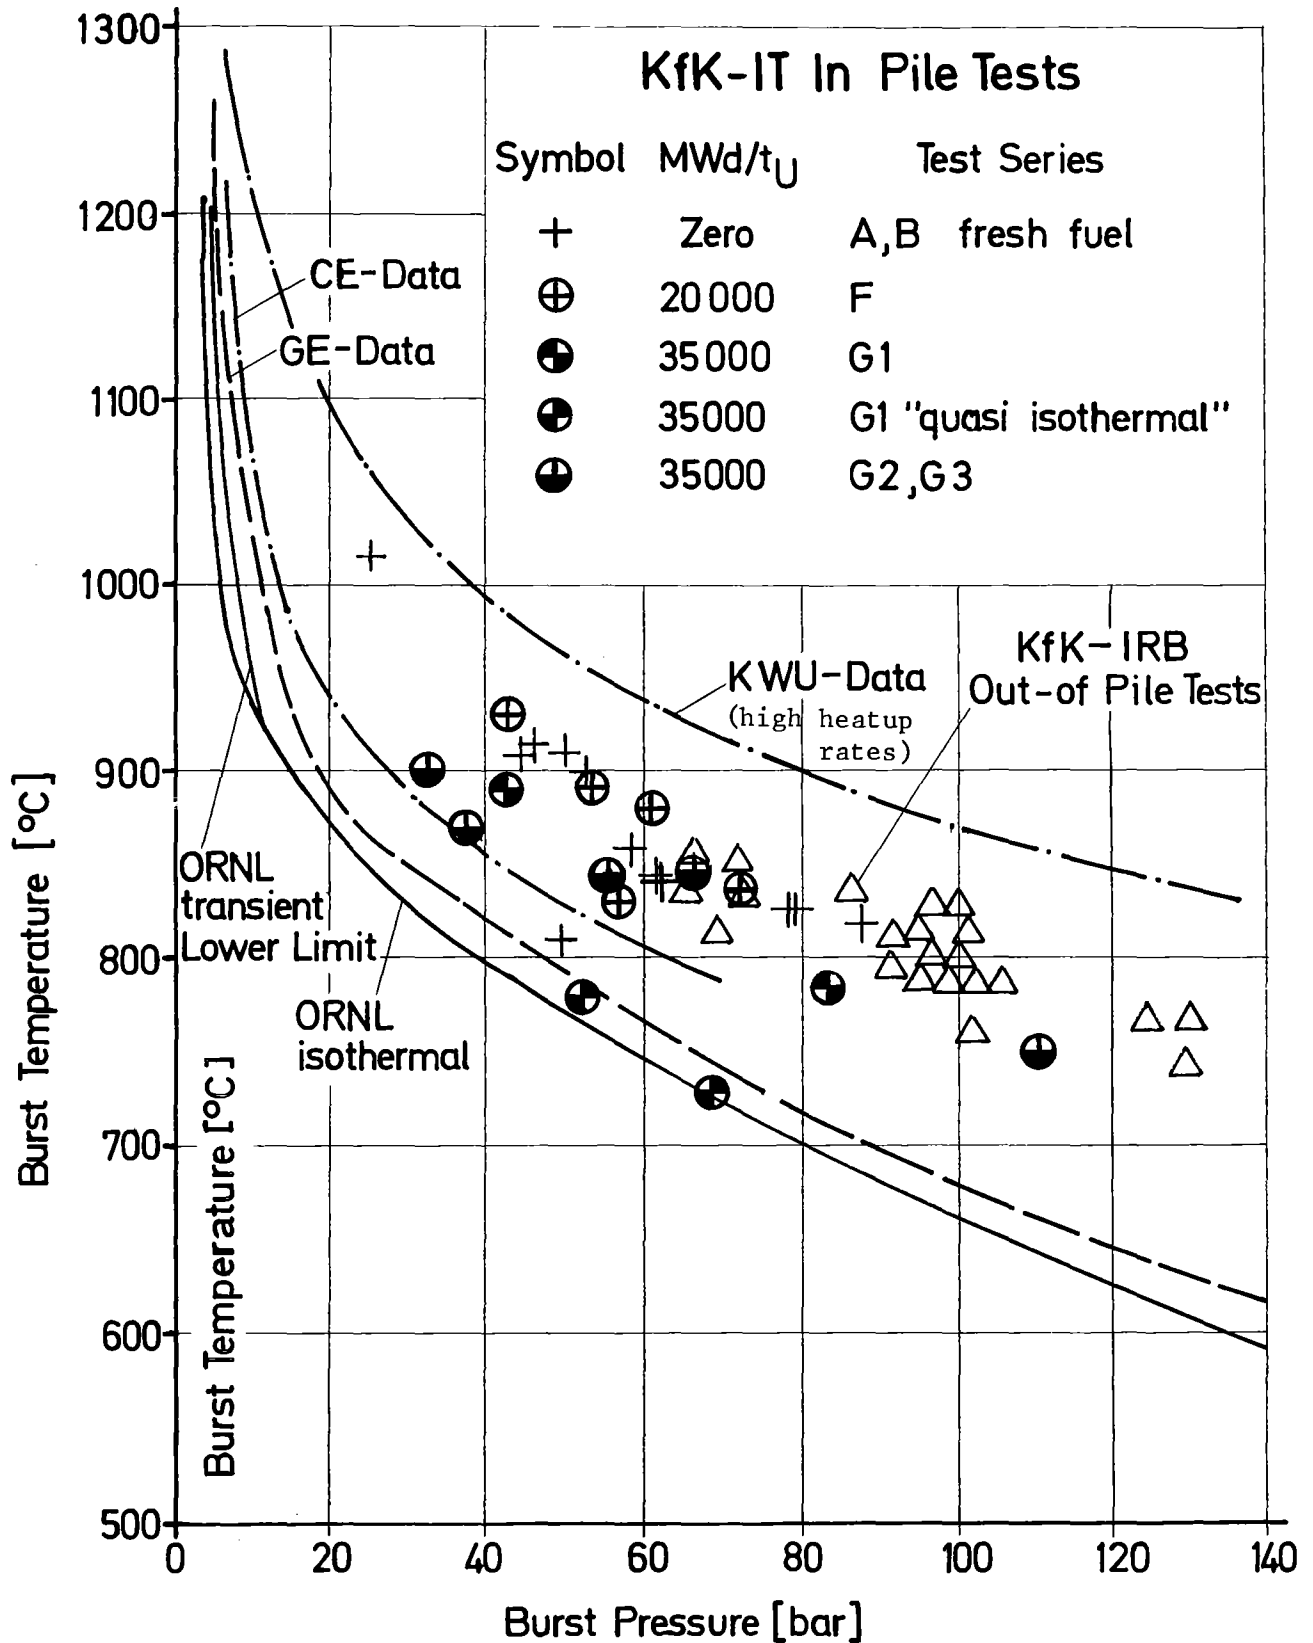 KfK-IT In Pile Tests
Symbol MWd/tU Test Series
Zero A,B fresh fuel
20000 F
35000 G1
35000 G1 "quasi isothermal"
35000 G2,G3
1300
1200
1100
1000
900
800
700
600
500
CE-Data
GE-Data
KWU-Data
(high heatup
rates)
KfK-IRB
Out-of Pile Tests
ORNL
transient
Lower Limit
ORNL
isothermal
Burst Temperature [°C]
Burst Temperature [°C]
0 20 40 60 80 100 120 140
Burst Pressure [bar]